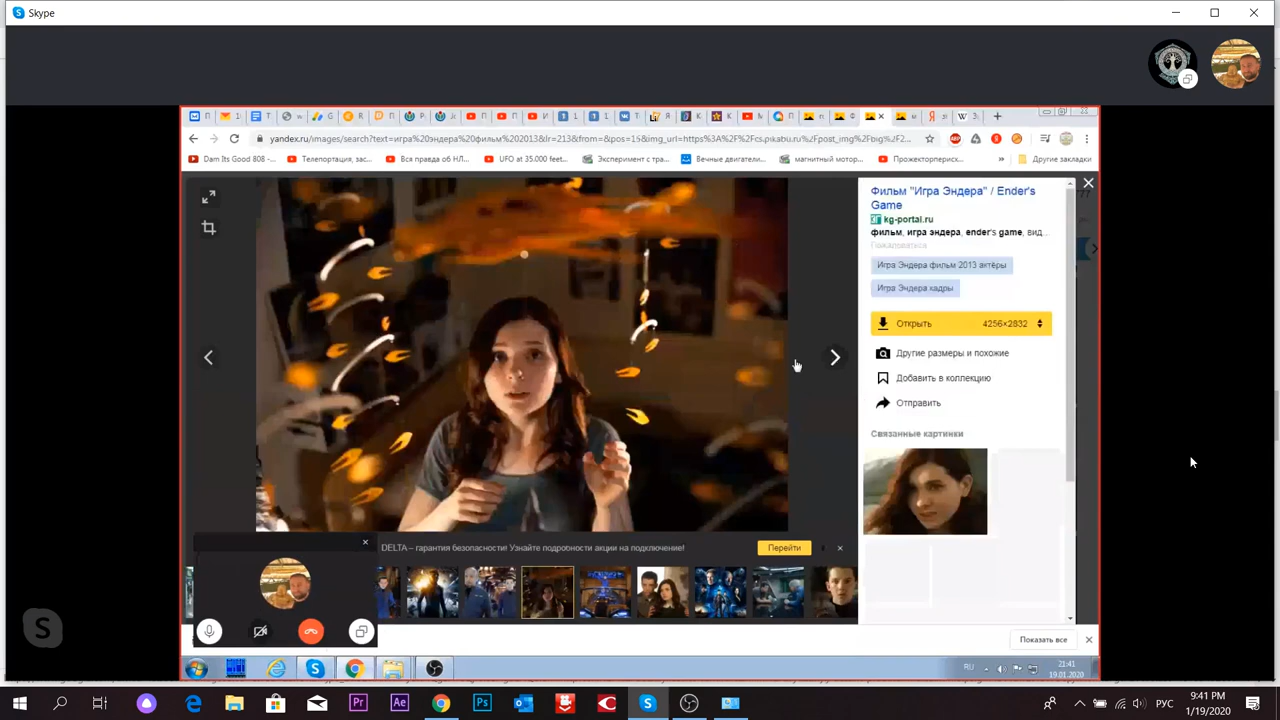 Skype
yandex.ru/images/search?text=игра%20эндера%20фильм%202013&lr=213&from=&pos=15&img_url=https%3A%2F%2Fcs.pikabu.ru%2Fpost_img%2Fbig%2F2...
Dam Its Good 808 -...
Телепортация, зас...
Вся правда об НЛ...
UFO at 35.000 feet...
Эксперимент с тра...
Вечные двигатели...
магнитный мотор...
Прожекторперисх...
»
Другие закладки
Фильм "Игра Эндера" / Ender's
Game
kg-portal.ru
фильм, игра эндера, ender's game, вид...
Пожаловаться
Игра Эндера фильм 2013 актёры
Игра Эндера кадры
Открыть 4256×2832
Другие размеры и похожие
Добавить в коллекцию
Отправить
Связанные картинки
DELTA – гарантия безопасности! Узнайте подробности акции на подключение!
Перейти
Показать все
RU
21:41
19.01.2020
9:41 PM
РУС
1/19/2020